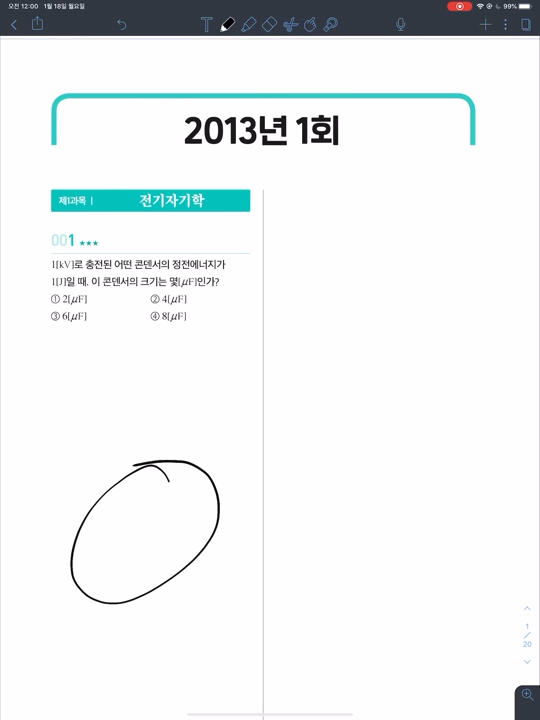 오전 12:00 1월 18일 월요일
99%
2013년 1회
제1과목 | 전기자기학
001 ★★★
1[kV]로 충전된 어떤 콘덴서의 정전에너지가
1[J]일 때, 이 콘덴서의 크기는 몇[μF]인가?
① 2[μF] ② 4[μF]
③ 6[μF] ④ 8[μF]
1
/
20